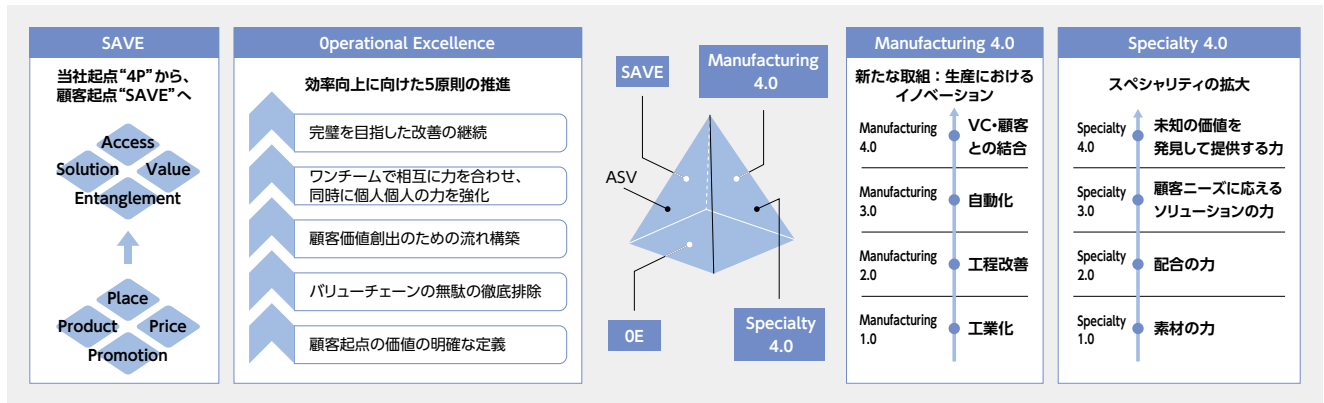 SAVE
当社起点“4P”から、
顧客起点“SAVE”へ
Access
Solution
Value
Entanglement
Place
Product
Price
Promotion
0perational Excellence
効率向上に向けた5原則の推進
完璧を目指した改善の継続
ワンチームで相互に力を合わせ、
同時に個人個人の力を強化
顧客価値創出のための流れ構築
バリューチェーンの無駄の徹底排除
顧客起点の価値の明確な定義
SAVE
Manufacturing
4.0
ASV
0E
Specialty
4.0
Manufacturing 4.0
新たな取組：生産における
イノベーション
Manufacturing
4.0
VC・顧客
との結合
Manufacturing
3.0
自動化
Manufacturing
2.0
工程改善
Manufacturing
1.0
工業化
Specialty 4.0
スペシャリティの拡大
Specialty
4.0
未知の価値を
発見して提供する力
Specialty
3.0
顧客ニーズに応える
ソリューションの力
Specialty
2.0
配合の力
Specialty
1.0
素材の力